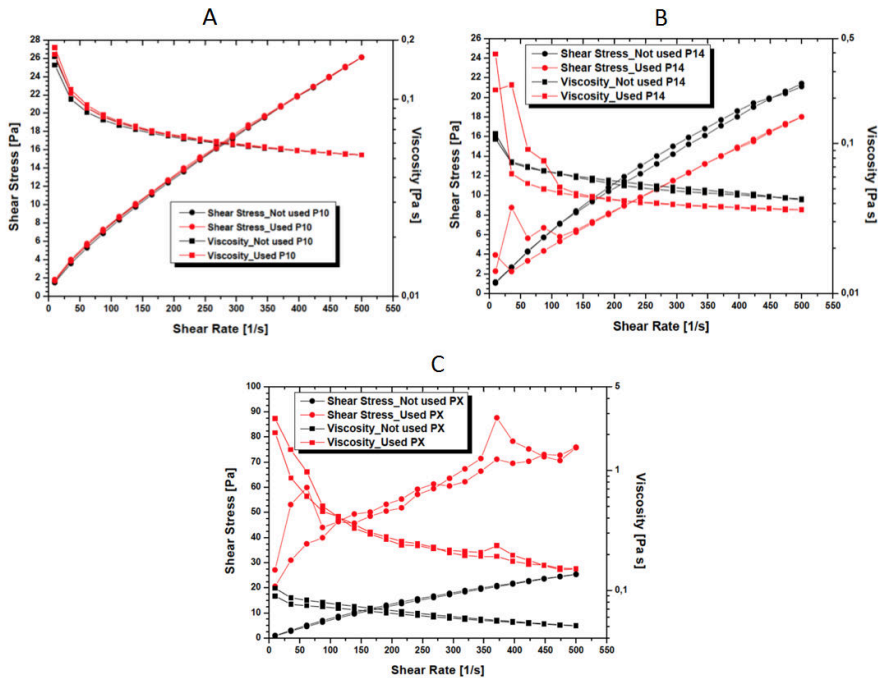 A
28
26
24
22
20
18
16
14
12
10
8
6
4
2
0
Shear Stress [Pa]
0,2
0,1
0,01
Viscosity [Pa s]
Shear Stress_Not used P10
Shear Stress_Used P10
Viscosity_Not used P10
Viscosity_Used P10
0 50 100 150 200 250 300 350 400 450 500
Shear Rate [1/s]
B
26
24
22
20
18
16
14
12
10
8
6
4
2
0
Shear Stress [Pa]
0,5
0,1
0,01
Viscosity [Pa s]
Shear Stress_Not used P14
Shear Stress_Used P14
Viscosity_Not used P14
Viscosity_Used P14
0 50 100 150 200 250 300 350 400 450 500
Shear Rate [1/s]
C
100
90
80
70
60
50
40
30
20
10
0
Shear Stress [Pa]
5
1
0,1
Viscosity [Pa s]
Shear Stress_Not used PX
Shear Stress_Used PX
Viscosity_Not used PX
Viscosity_Used PX
0 50 100 150 200 250 300 350 400 450 500
Shear Rate [1/s]